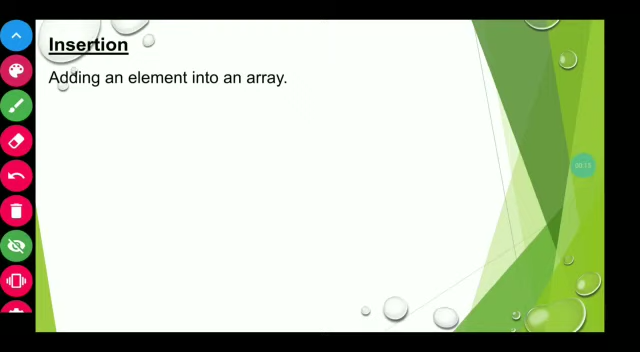 Insertion
Adding an element into an array.